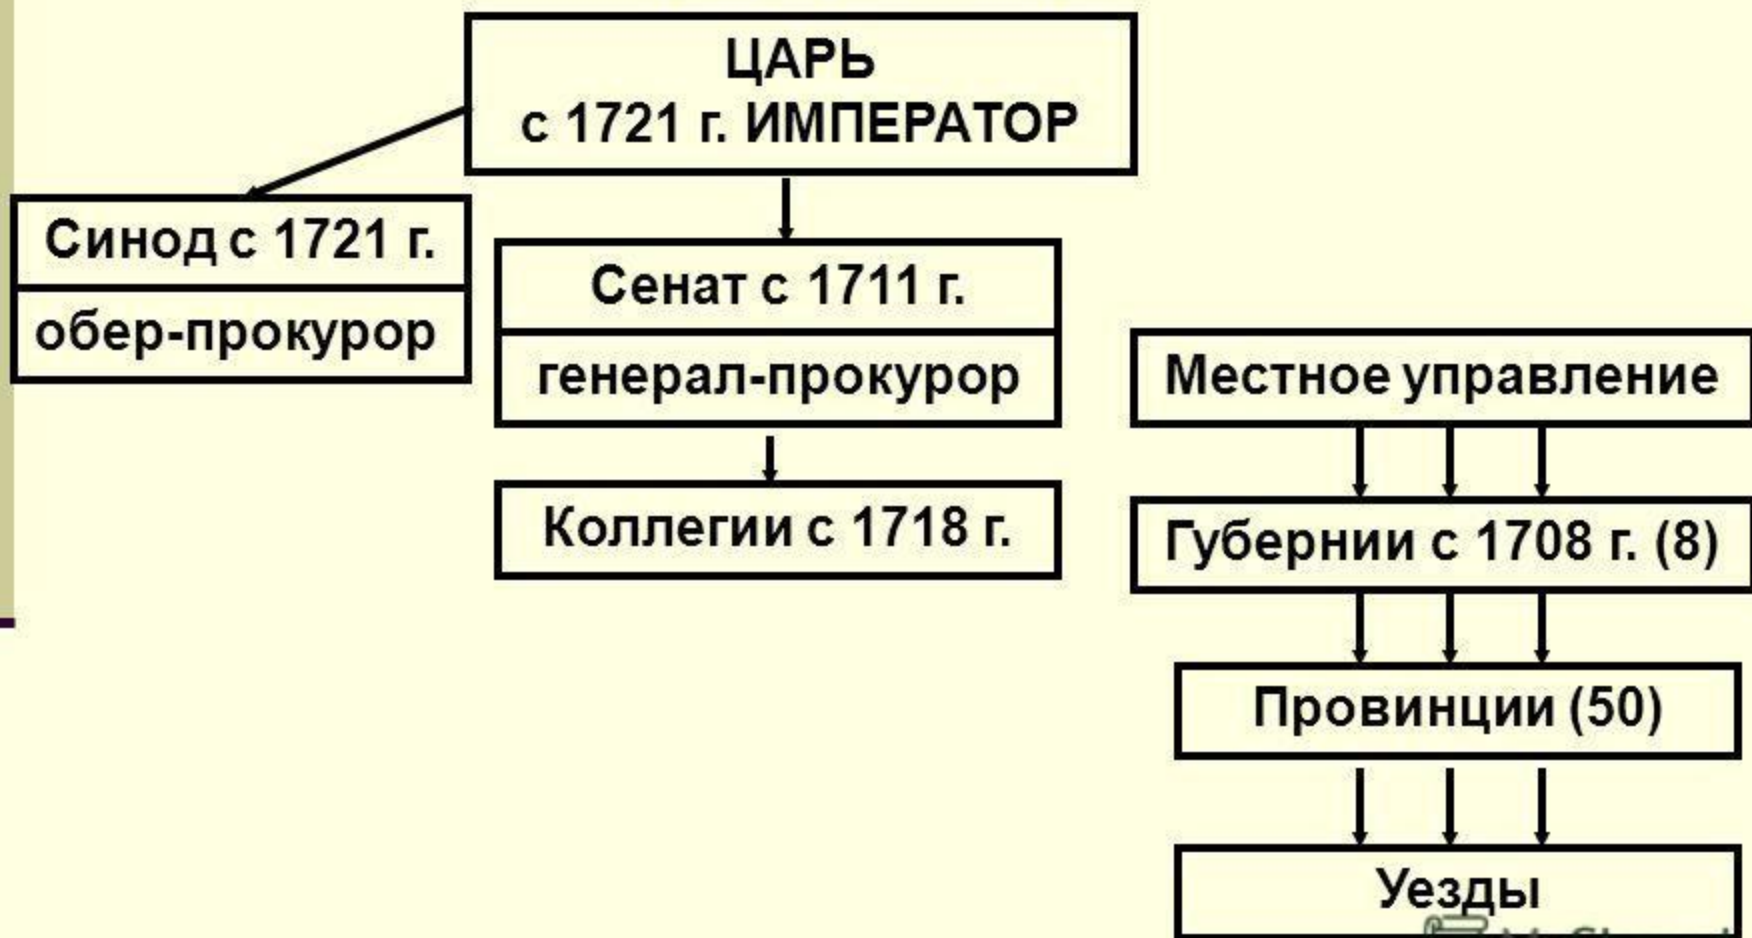 ЦАРЬ
с 1721 г. ИМПЕРАТОР
Синод с 1721 г.
обер-прокурор
Сенат с 1711 г.
генерал-прокурор
Коллегии с 1718 г.
Местное управление
Губернии с 1708 г. (8)
Провинции (50)
Уезды